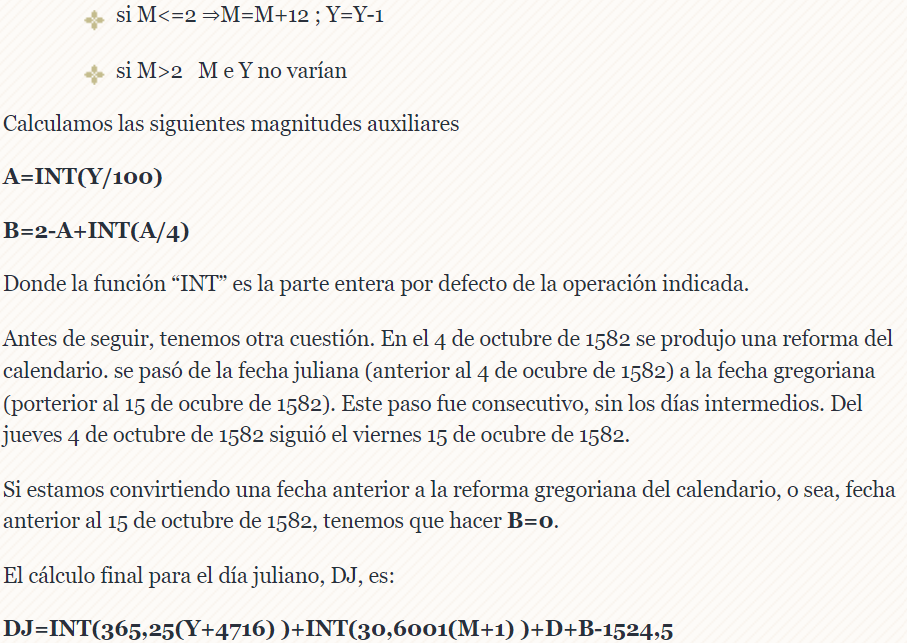 si M<=2 ⇒M=M+12 ; Y=Y-1
si M>2 M e Y no varían
Calculamos las siguientes magnitudes auxiliares
A=INT(Y/100)
B=2-A+INT(A/4)
Donde la función “INT” es la parte entera por defecto de la operación indicada.
Antes de seguir, tenemos otra cuestión. En el 4 de octubre de 1582 se produjo una reforma del
calendario. se pasó de la fecha juliana (anterior al 4 de ocubre de 1582) a la fecha gregoriana
(porterior al 15 de ocubre de 1582). Este paso fue consecutivo, sin los días intermedios. Del
jueves 4 de octubre de 1582 siguió el viernes 15 de ocubre de 1582.
Si estamos convirtiendo una fecha anterior a la reforma gregoriana del calendario, o sea, fecha
anterior al 15 de octubre de 1582, tenemos que hacer B=0.
El cálculo final para el día juliano, DJ, es:
DJ=INT(365,25(Y+4716) )+INT(30,6001(M+1) )+D+B-1524,5